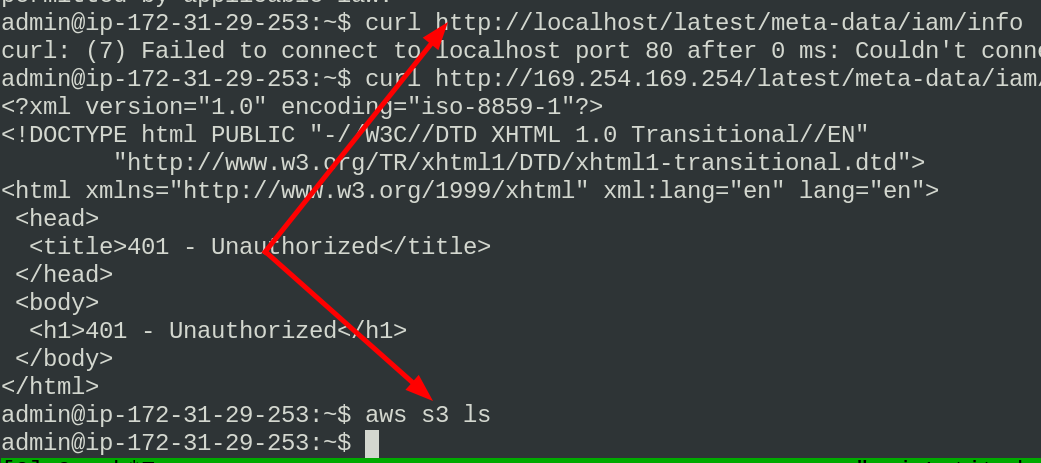 permitted by applicable law.
admin@ip-172-31-29-253:~$ curl http://localhost/latest/meta-data/iam/info
curl: (7) Failed to connect to localhost port 80 after 0 ms: Couldn't conne
admin@ip-172-31-29-253:~$ curl http://169.254.169.254/latest/meta-data/iam/
<?xml version="1.0" encoding="iso-8859-1"?>
<!DOCTYPE html PUBLIC "-//W3C//DTD XHTML 1.0 Transitional//EN"
        "http://www.w3.org/TR/xhtml1/DTD/xhtml1-transitional.dtd">
<html xmlns="http://www.w3.org/1999/xhtml" xml:lang="en" lang="en">
 <head>
  <title>401 - Unauthorized</title>
 </head>
 <body>
  <h1>401 - Unauthorized</h1>
 </body>
</html>
admin@ip-172-31-29-253:~$ aws s3 ls
admin@ip-172-31-29-253:~$